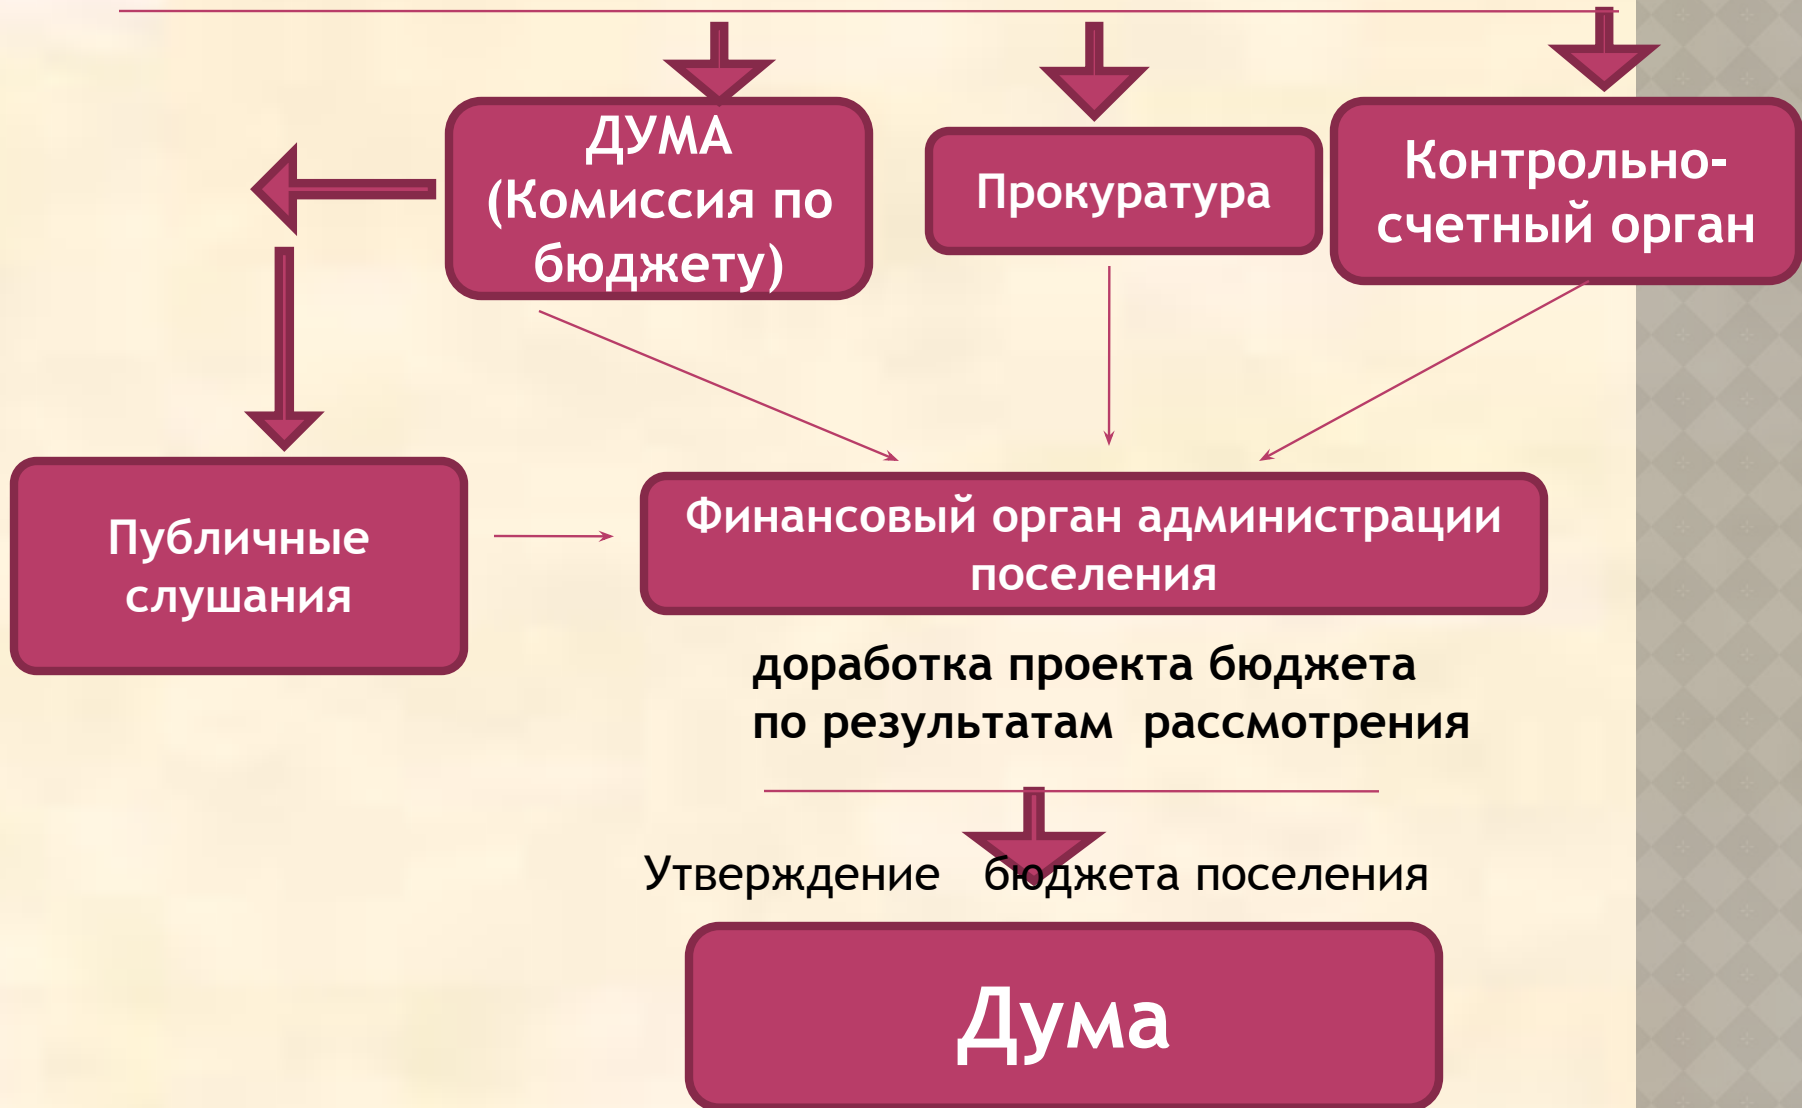 ДУМА
(Комиссия по
бюджету)
Прокуратура
Контрольно-
счетный орган
Публичные
слушания
Финансовый орган администрации
поселения
доработка проекта бюджета
по результатам рассмотрения
Утверждение бюджета поселения
Дума